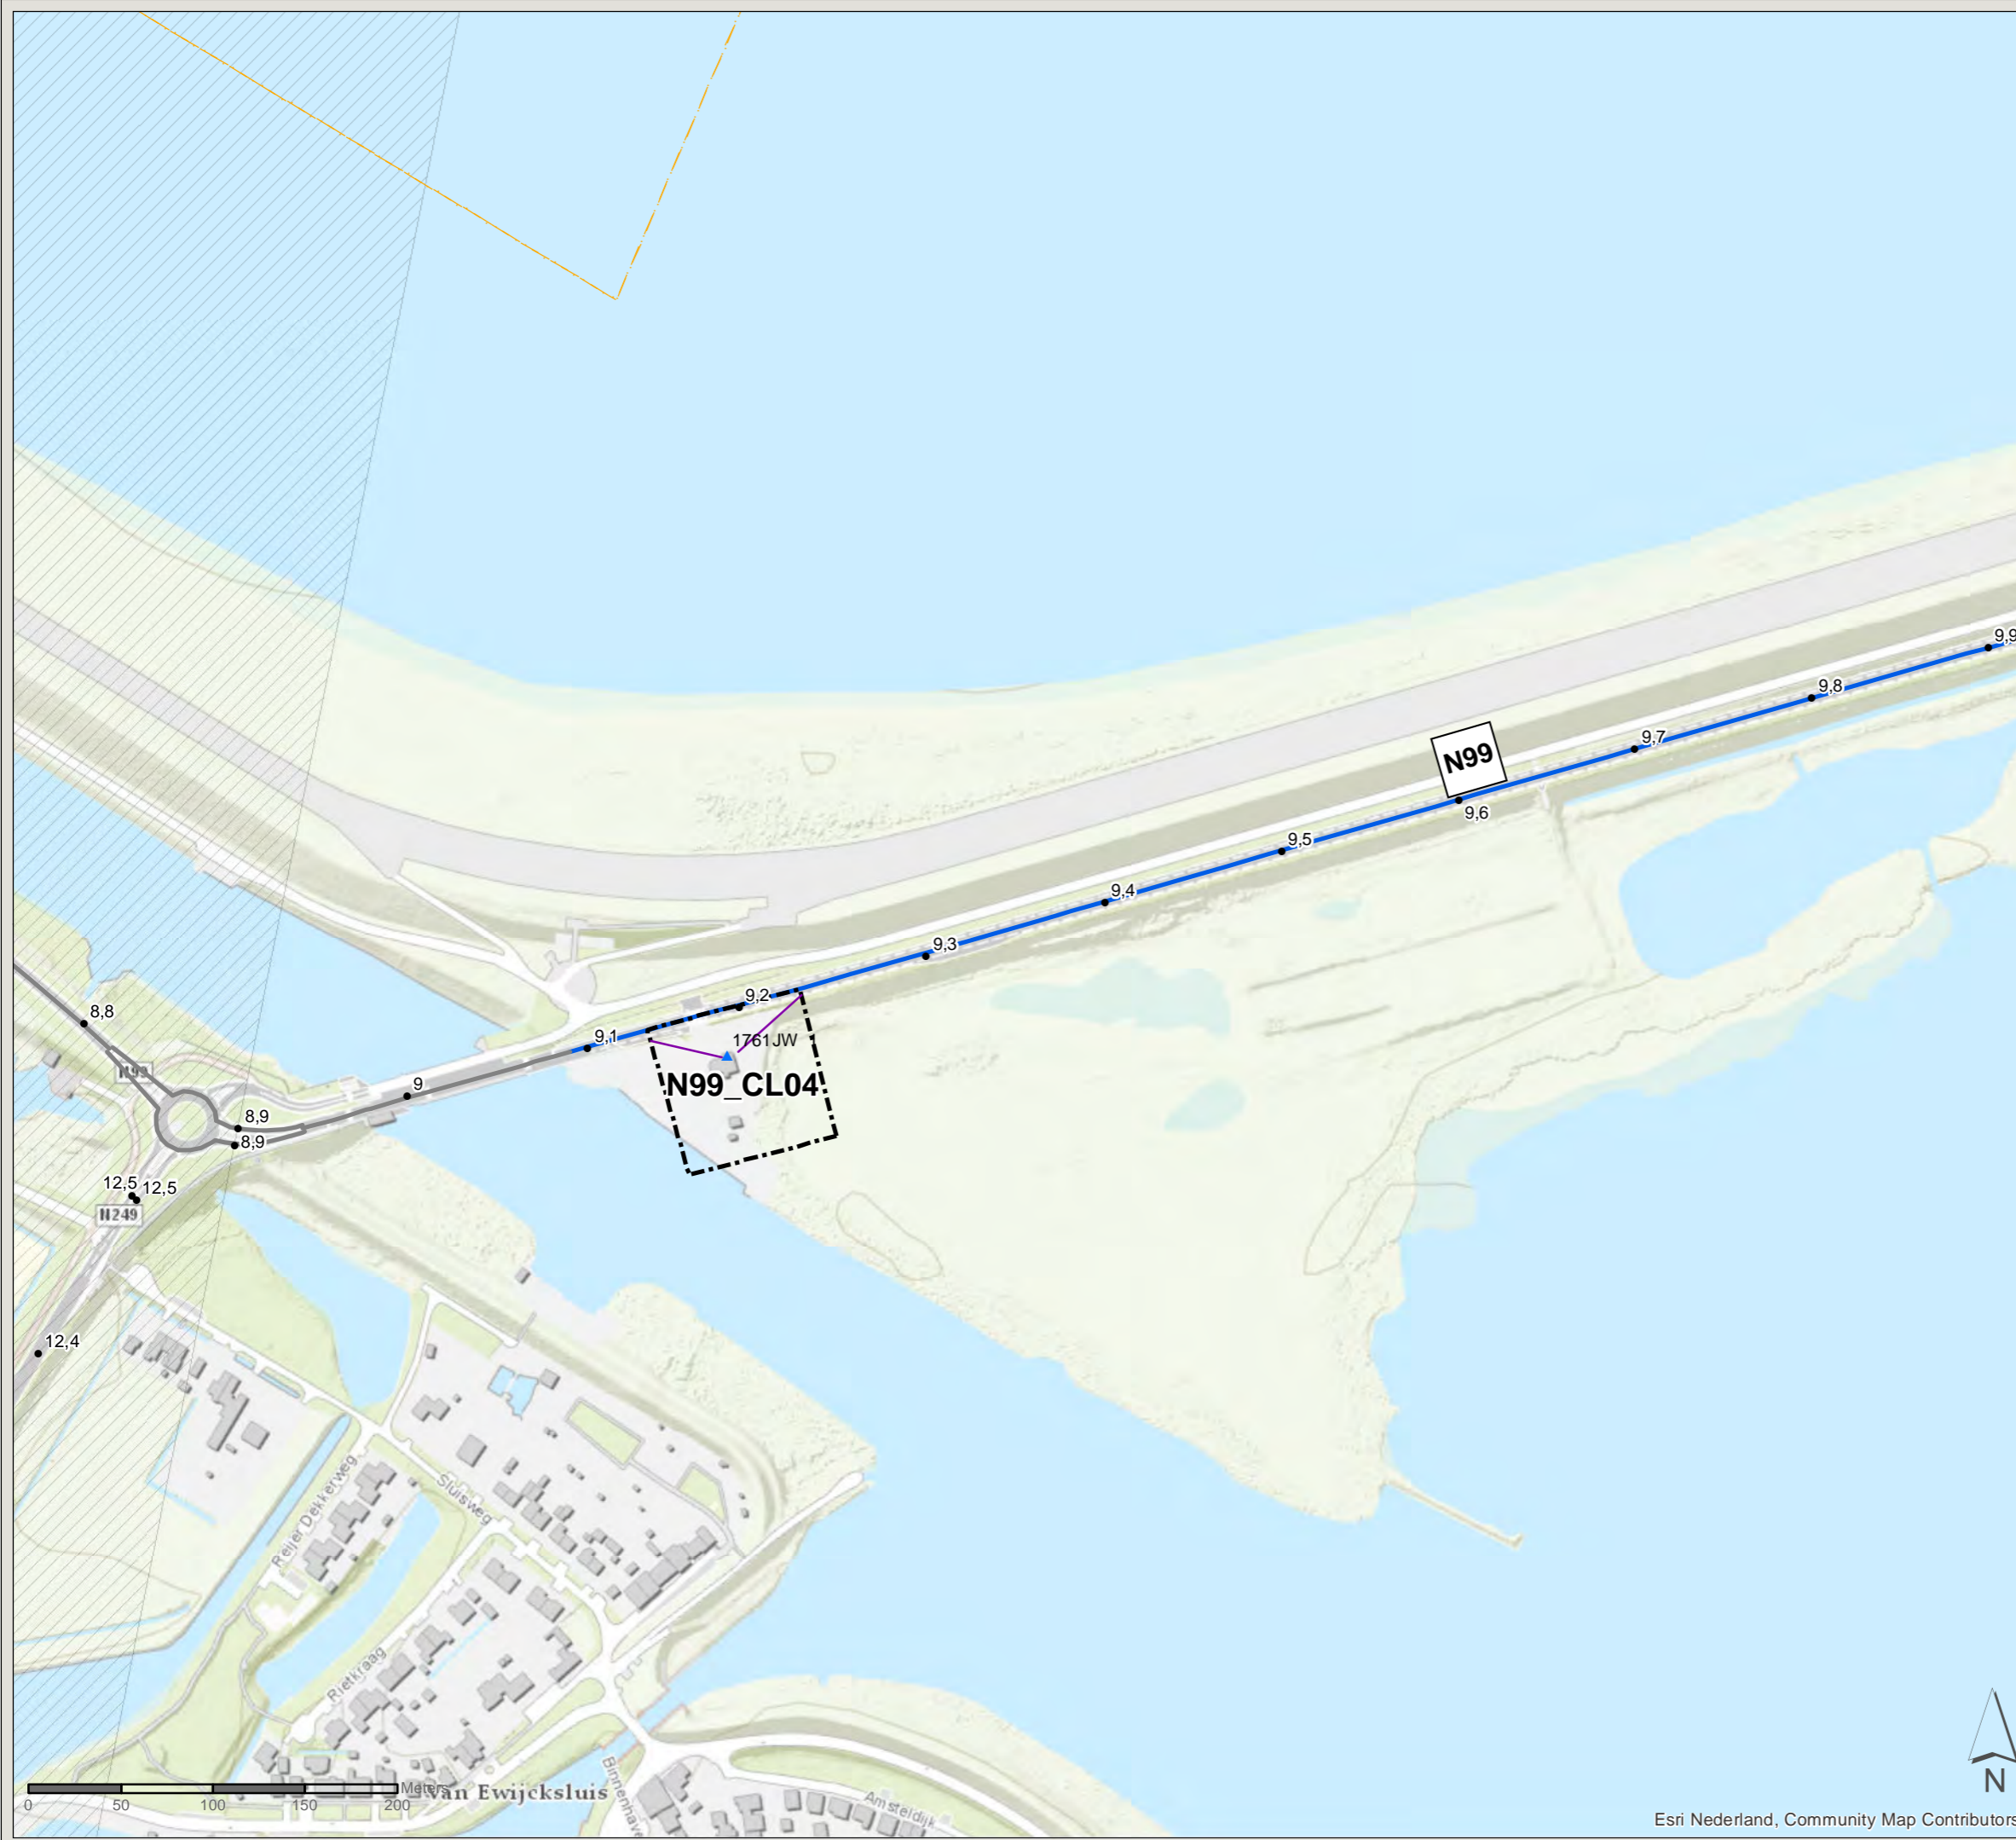 9,9
9,8
9,7
N99
9,6
9,5
9,4
9,3
9,2
8,8
9,1
1761JW
N99
N99_CL04
9
8,9
8,9
12,5
12,5
N249
12,4
Reijer Dekkerweg
Sluisweg
Rietkraag
Binnenhave
Amsteldijk
Van Ewijcksluis
Meters
0 50 100 150 200
N
Esri Nederland, Community Map Contributors